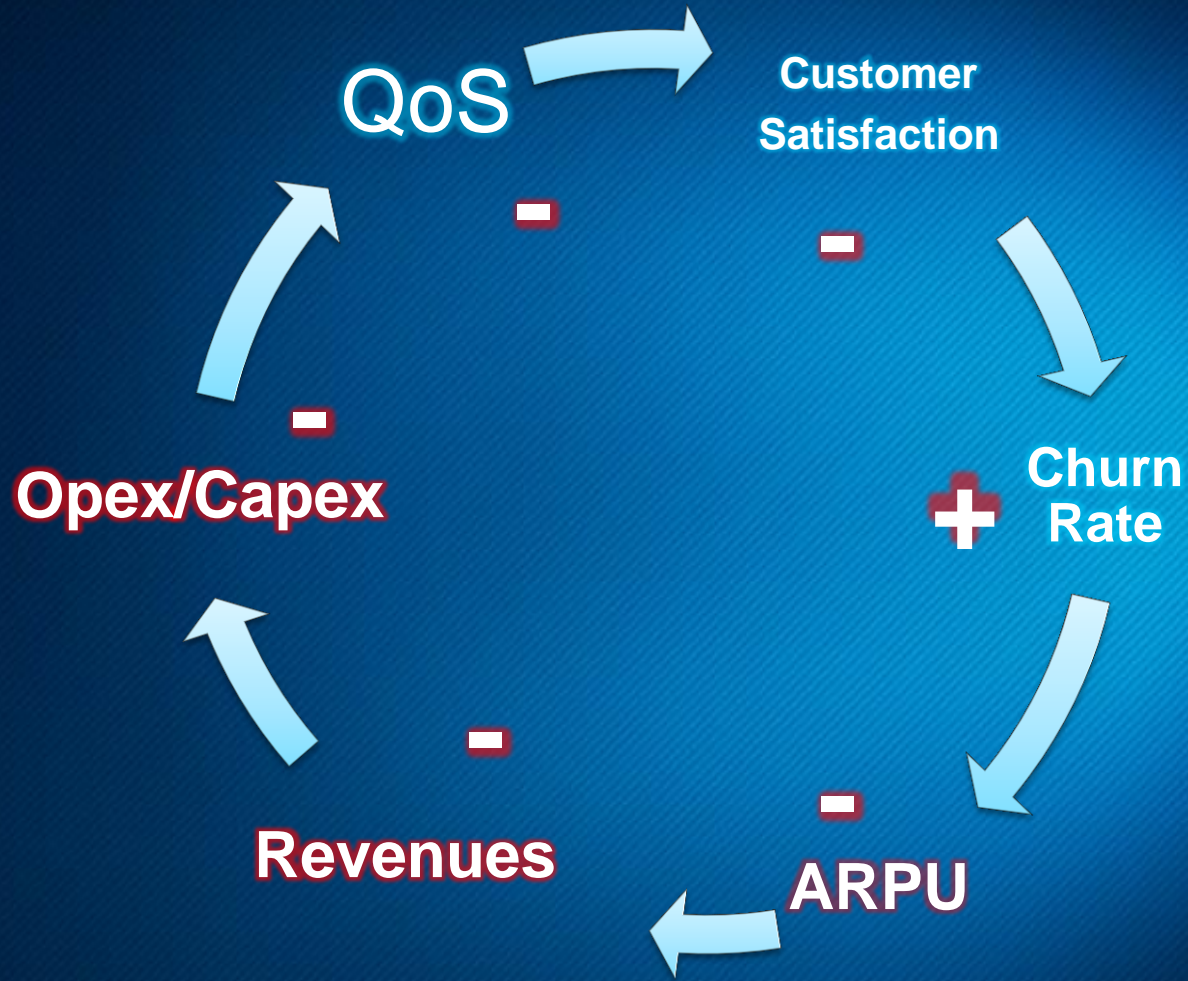 QoS
Customer
Satisfaction
-
-
-
Opex/Capex
+
Churn
Rate
-
-
Revenues
ARPU